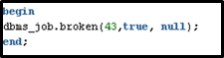 begin
dbms_job.broken(43,true, null);
end;